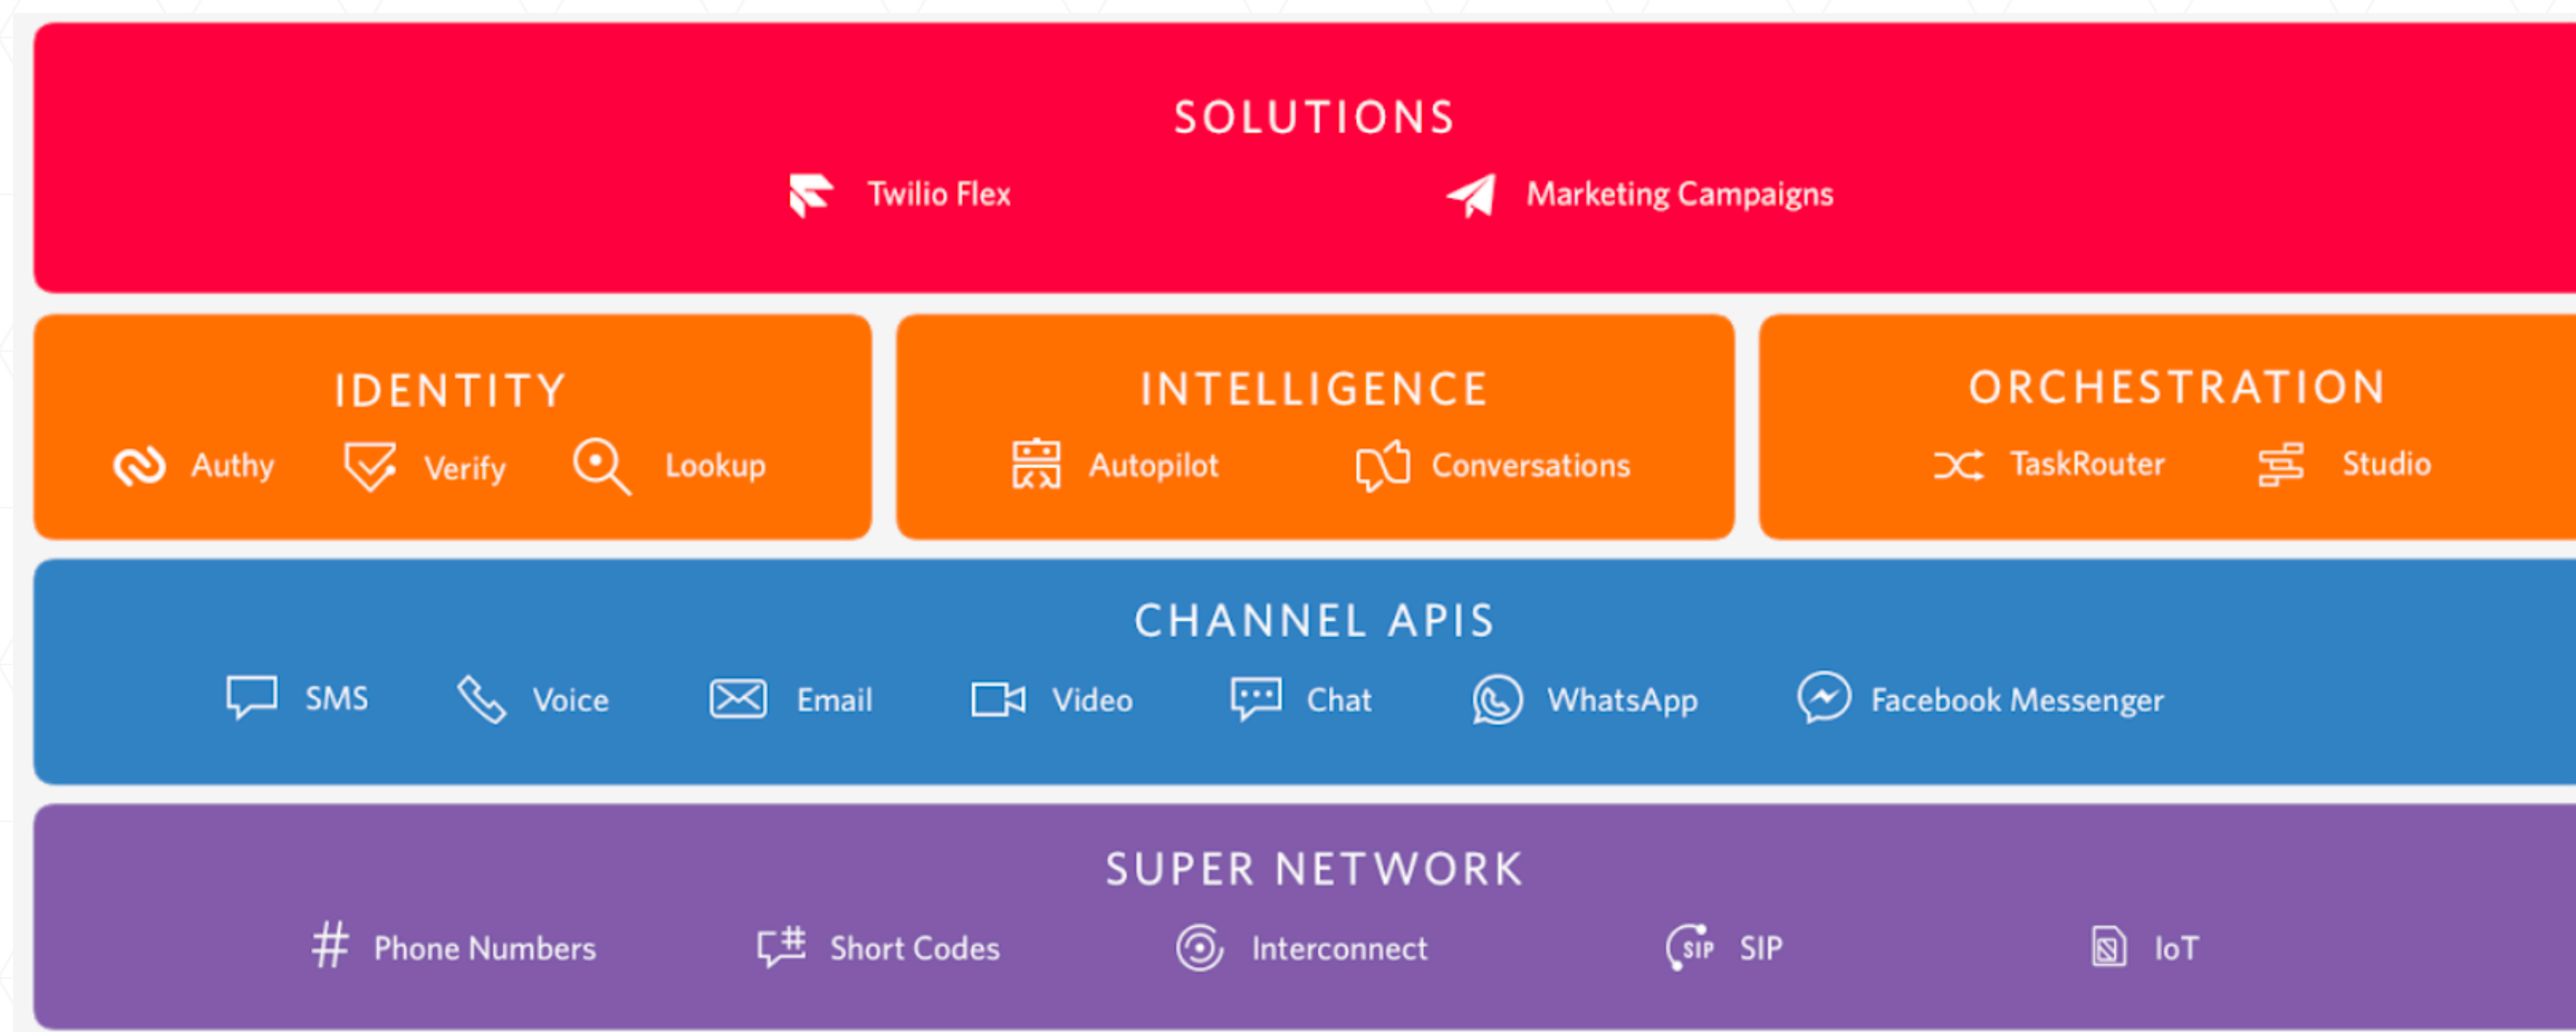 SOLUTIONS
Twilio Flex Marketing Campaigns
IDENTITY
Authy Verify Lookup
INTELLIGENCE
Autopilot Conversations
ORCHESTRATION
TaskRouter Studio
CHANNEL APIS
SMS Voice Email Video Chat WhatsApp Facebook Messenger
SUPER NETWORK
# Phone Numbers # Short Codes Interconnect SIP SIP IoT